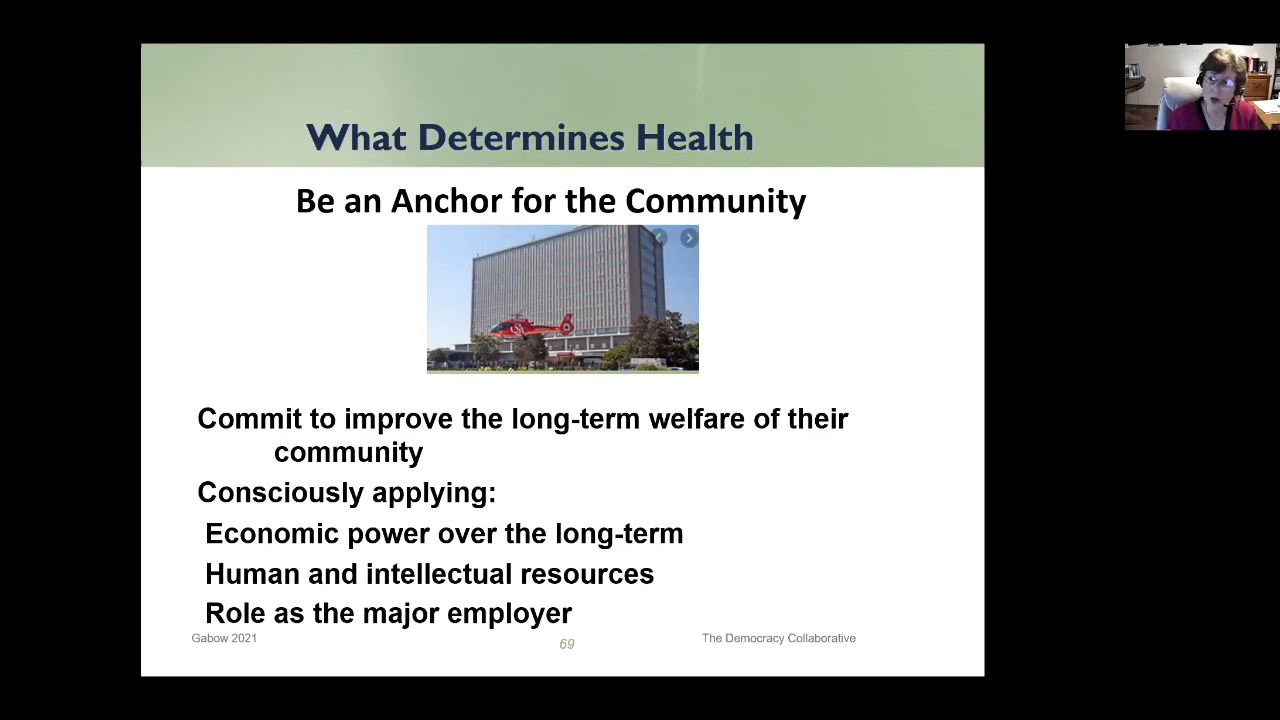 What Determines Health
Be an Anchor for the Community
Commit to improve the long-term welfare of their
community
Consciously applying:
Economic power over the long-term
Human and intellectual resources
Role as the major employer
Gabow 2021
69
The Democracy Collaborative